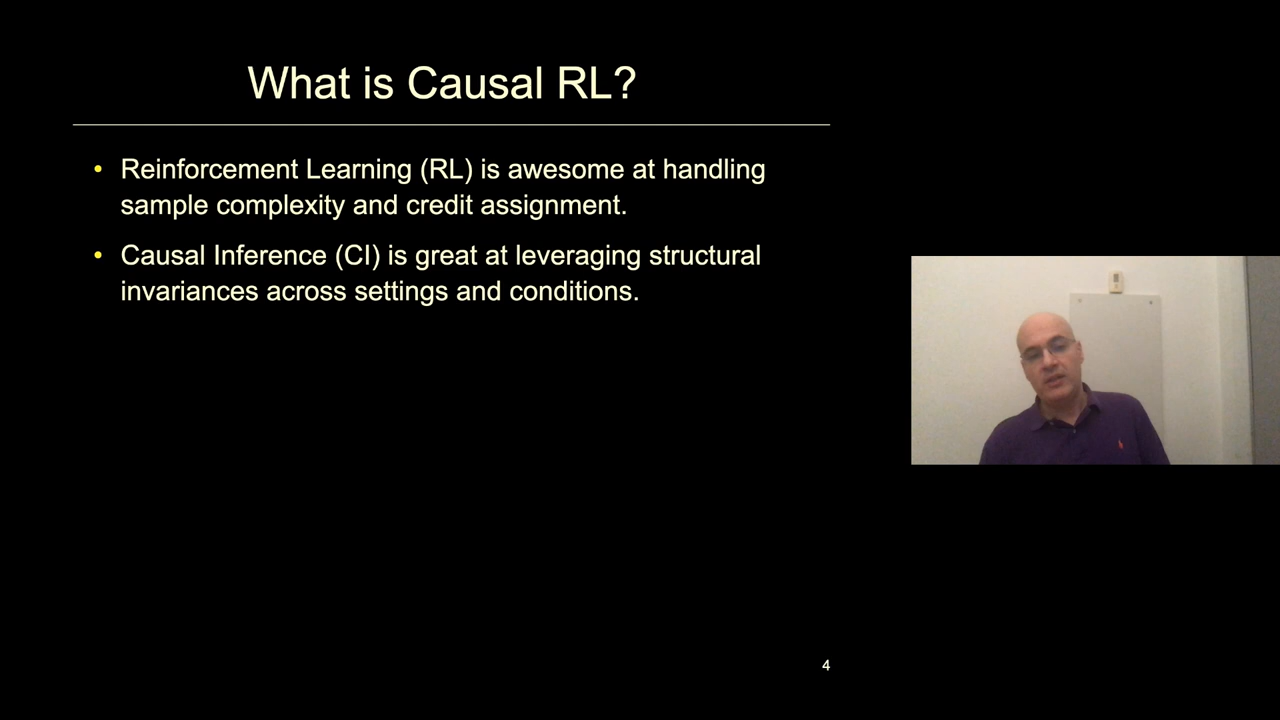 What is Causal RL?
• Reinforcement Learning (RL) is awesome at handling
sample complexity and credit assignment.
• Causal Inference (CI) is great at leveraging structural
invariances across settings and conditions.
4